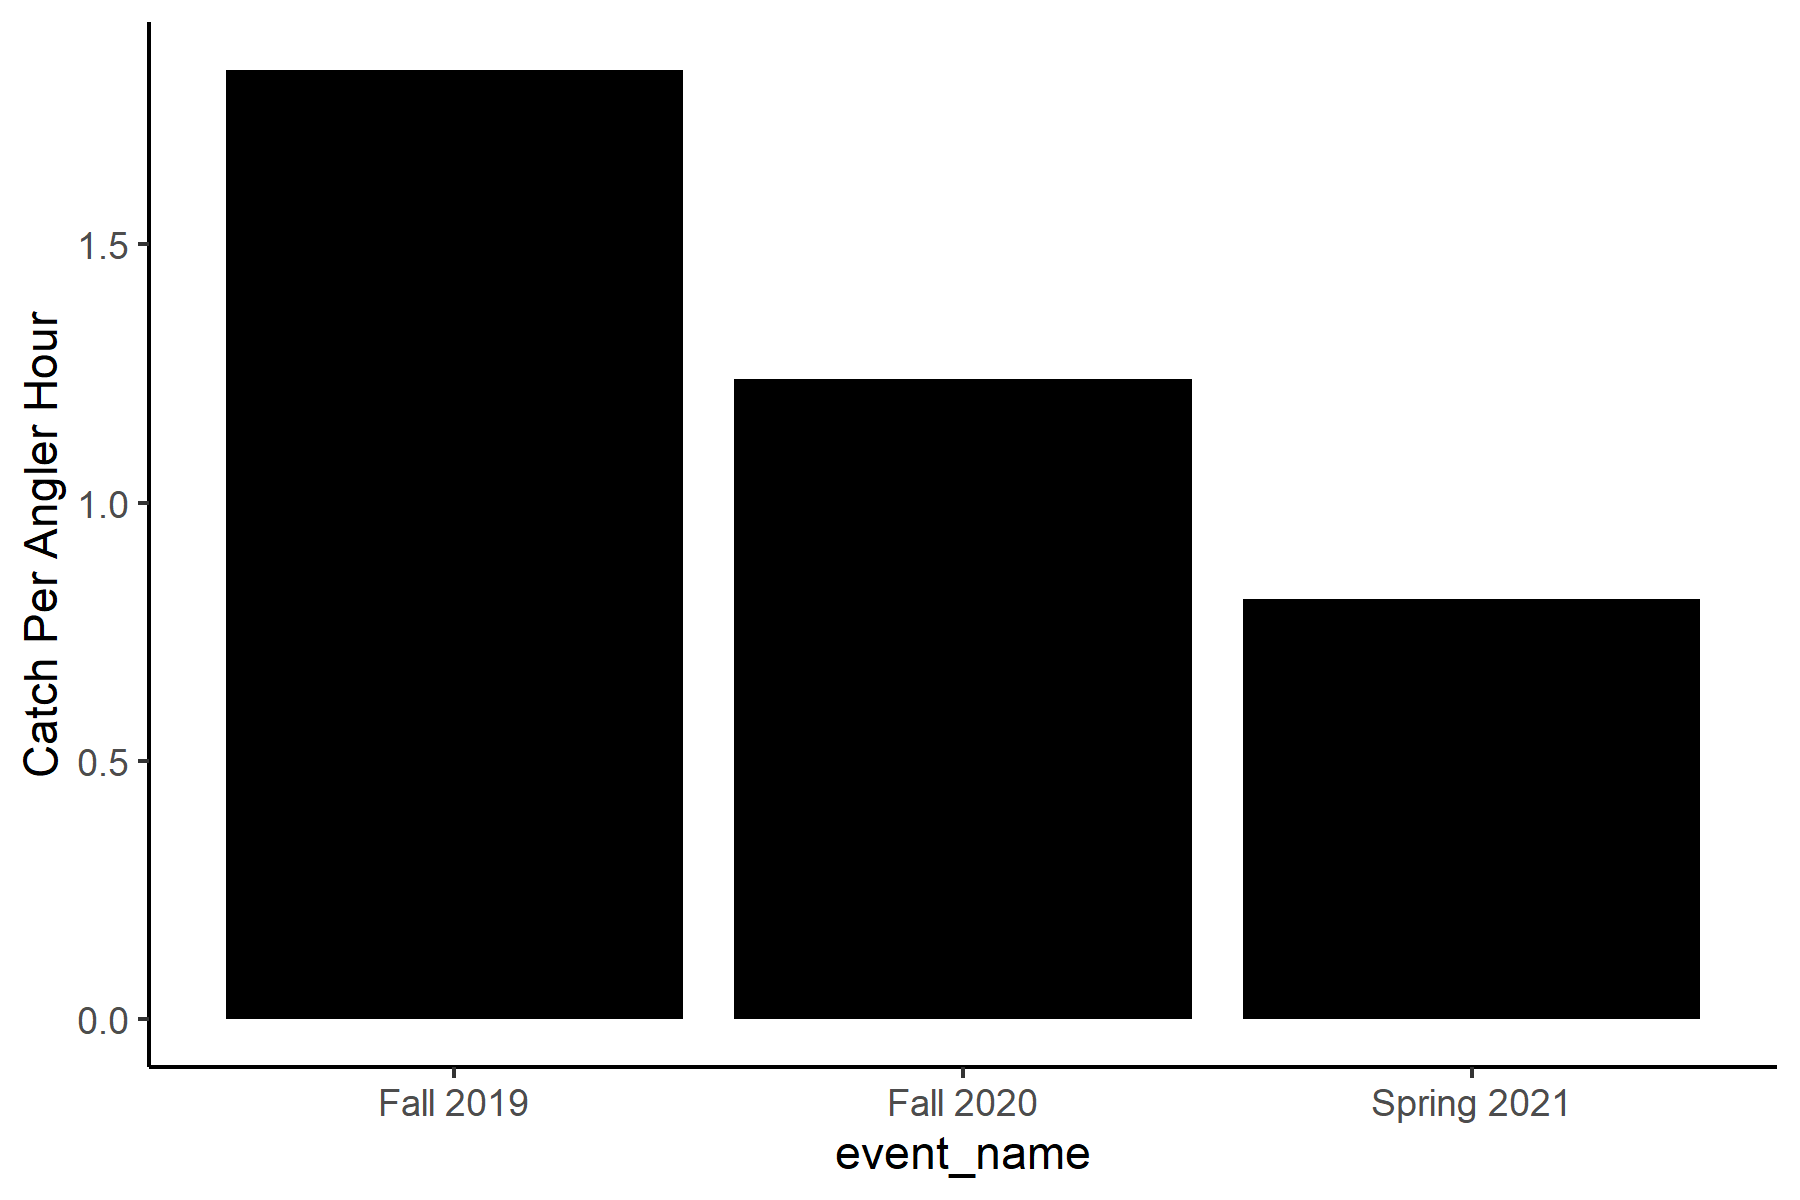 Catch Per Angler Hour
1.5
1.0
0.5
0.0
Fall 2019
Fall 2020
Spring 2021
event_name